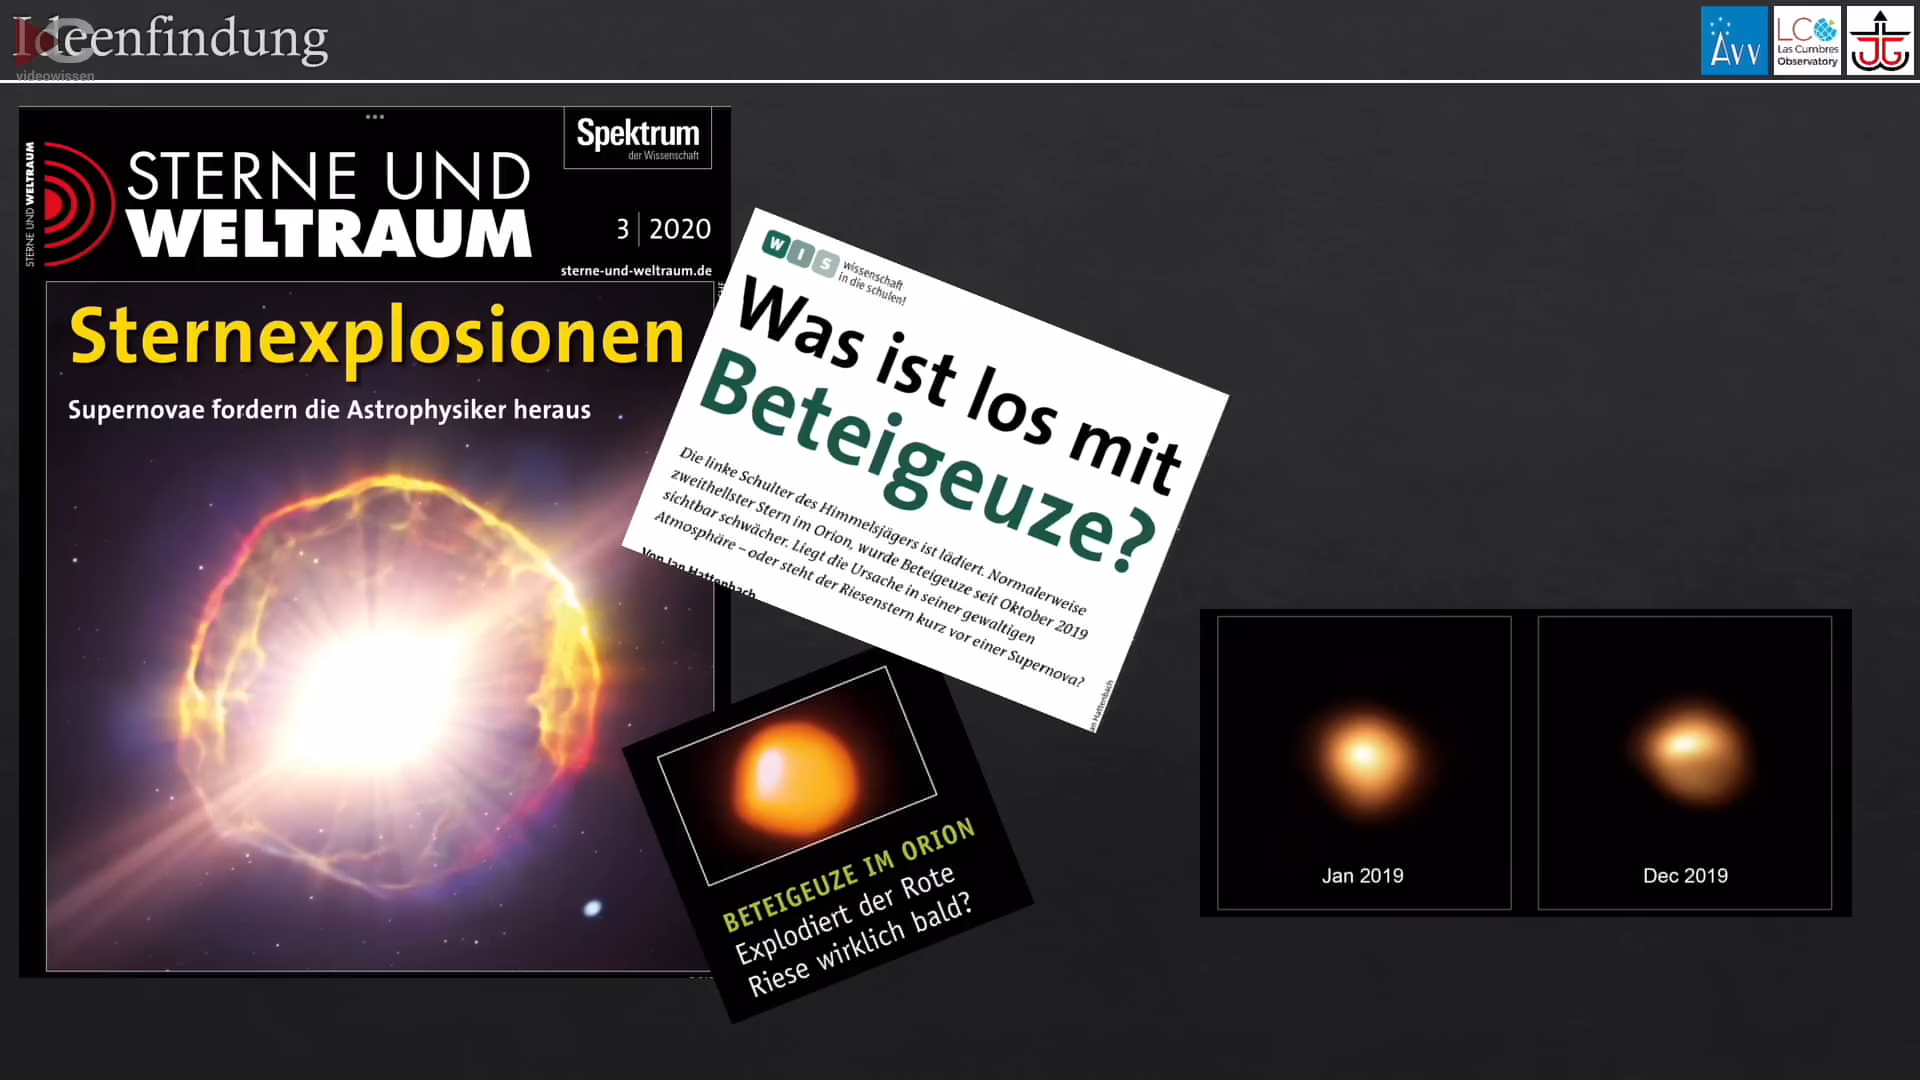 Ideenfindung
videowissen
AVV
LCO
Las Cumbres
Observatory
STERNE UND WELTRAUM
Spektrum
der Wissenschaft
STERNE UND
WELTRAUM
3 | 2020
sterne-und-weltraum.de
Sternexplosionen
Supernovae fordern die Astrophysiker heraus
WIS wissenschaft
in die schulen!
Was ist los mit
Beteigeuze?
Die linke Schulter des Himmelsjägers ist lädiert. Normalerweise
zweithellster Stern im Orion, wurde Beteigeuze seit Oktober 2019
sichtbar schwächer. Liegt die Ursache in seiner gewaltigen
Atmosphäre – oder steht der Riesenstern kurz vor einer Supernova?
Von Jan Hattenbach
BETEIGEUZE IM ORION
Explodiert der Rote
Riese wirklich bald?
Jan 2019
Dec 2019